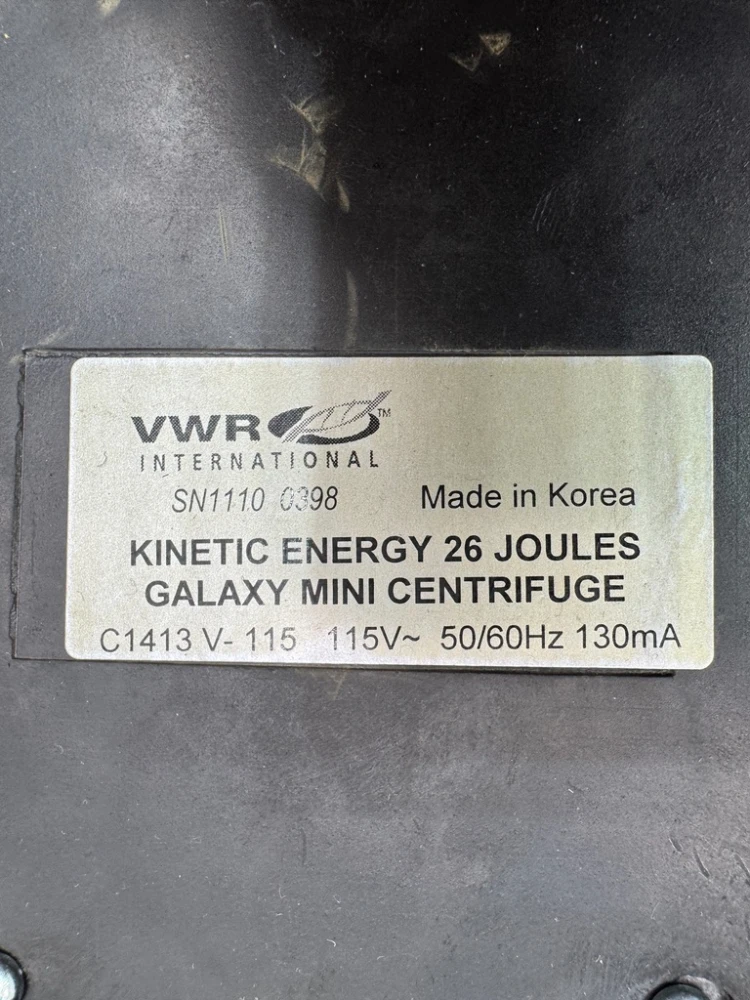 VWR™
INTERNATIONAL
SN1110 0398 Made in Korea
KINETIC ENERGY 26 JOULES
GALAXY MINI CENTRIFUGE
C1413 V- 115 115V~ 50/60Hz 130mA